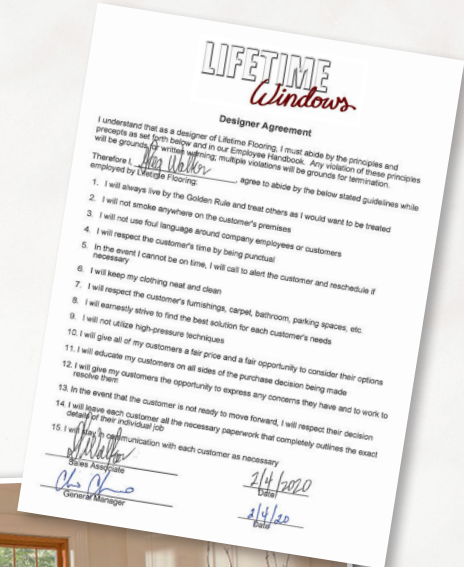 LIFETIME
Windows
Designer Agreement
I understand that as a designer of Lifetime Flooring, I must abide by the principles and
precepts as set forth below and in our Employee Handbook. Any violation of these principles
will be grounds for written warning; multiple violations will be grounds for termination.
Therefore I, Walker, agree to abide by the below stated guidelines while
employed by Lifetime Flooring:
1. I will always live by the Golden Rule and treat others as I would want to be treated
2. I will not smoke anywhere on the customer's premises
3. I will not use foul language around company employees or customers
4. I will respect the customer's time by being punctual
5. In the event I cannot be on time, I will call to alert the customer and reschedule if
necessary
6. I will keep my clothing neat and clean
7. I will respect the customer's furnishings, carpet, bathroom, parking spaces, etc
8. I will earnestly strive to find the best solution for each customer's needs
9. I will not utilize high-pressure techniques
10. I will give all of my customers a fair price and a fair opportunity to consider their options
11. I will educate my customers on all sides of the purchase decision being made
12. I will give my customers the opportunity to express any concerns they have and to work to
resolve them
13. In the event that the customer is not ready to move forward, I will respect their decision
14. I will leave each customer all the necessary paperwork that completely outlines the exact
details of their individual job
15. I will stay in communication with each customer as necessary
Walker 2/4/2020
Sales Associate Date
2/4/20
General Manager Date